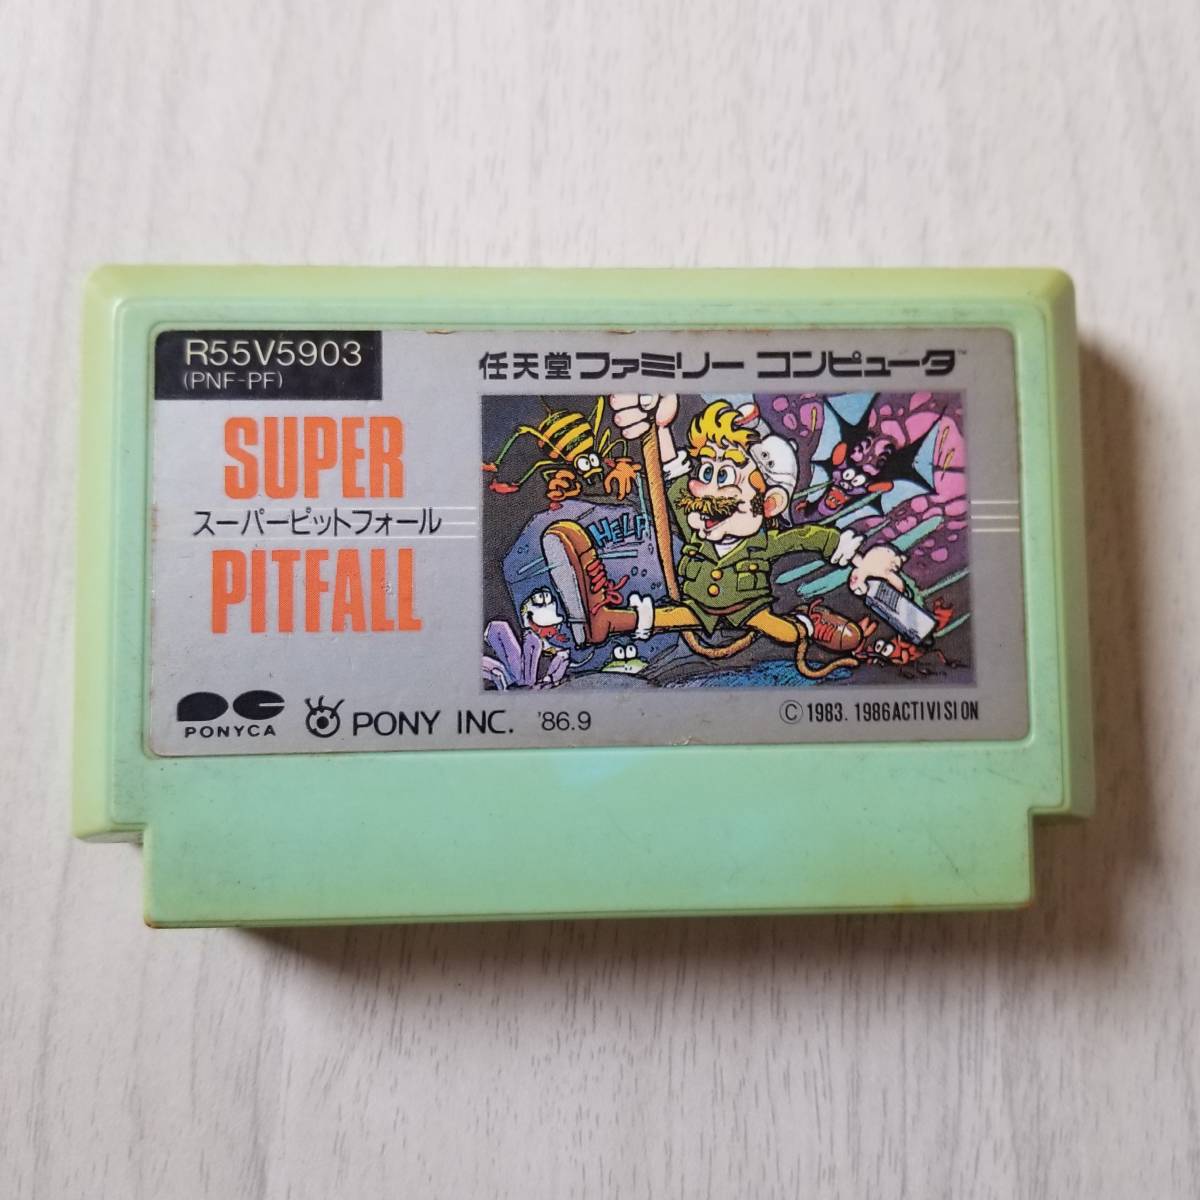 R55V5903
(PNF-PF)
任天堂ファミリーコンピュータ™
SUPER
スーパーピットフォール
PITFALL
HELP
PONYCA
PONY INC. '86.9
© 1983. 1986 ACTIVISION